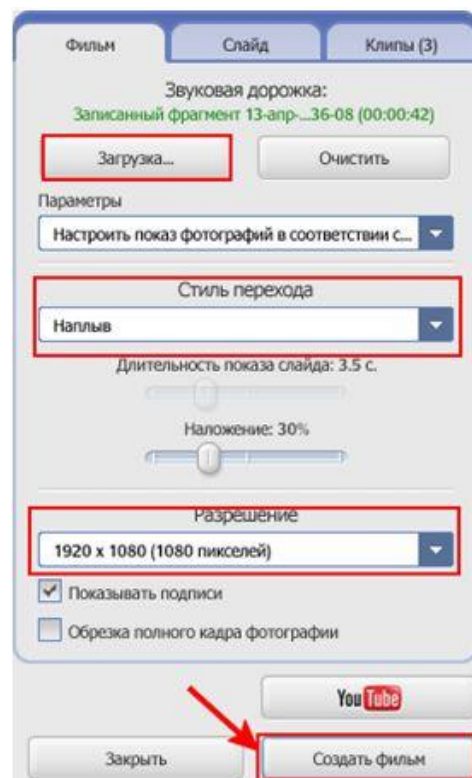 Фильм Слайд Клипы (3)
Звуковая дорожка:
Записанный фрагмент 13-апр-...36-08 (00:00:42)
Загрузка... Очистить
Параметры
Настроить показ фотографий в соответствии с...
Стиль перехода
Наплыв
Длительность показа слайда: 3.5 с.
Наложение: 30%
Разрешение
1920 x 1080 (1080 пикселей)
Показывать подписи
Обрезка полного кадра фотографии
YouTube
Закрыть Создать фильм